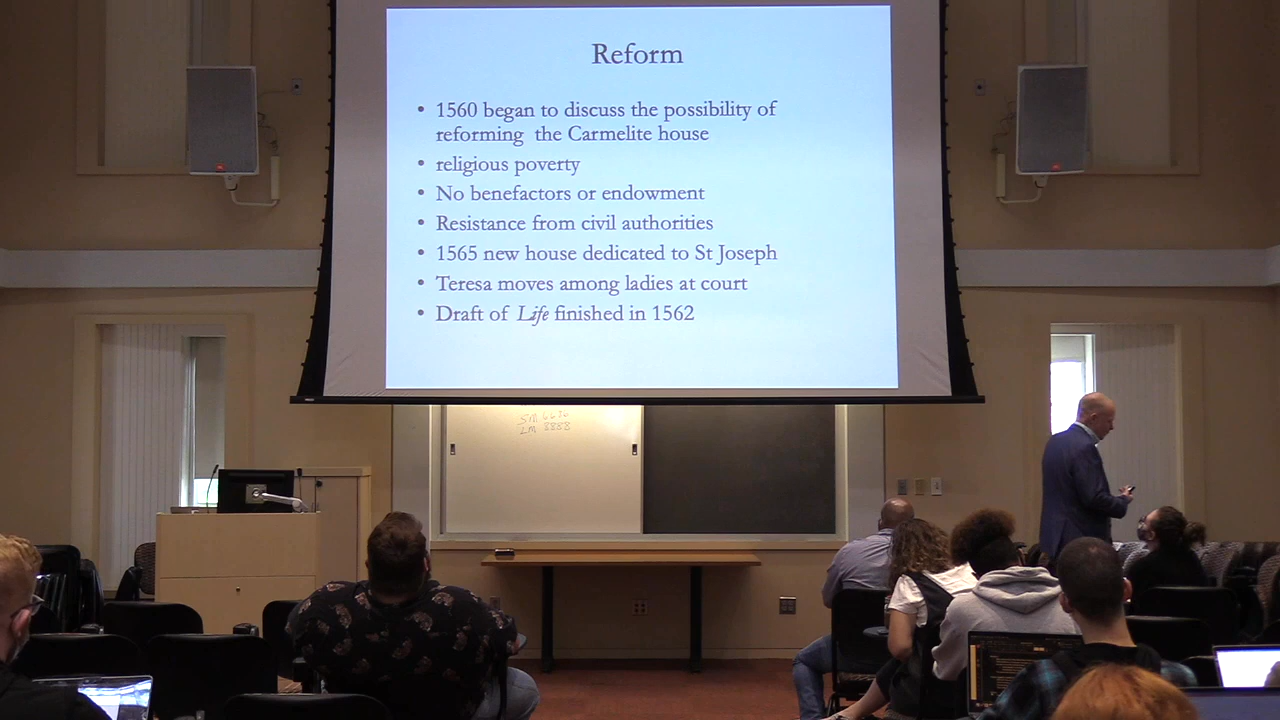 Reform
• 1560 began to discuss the possibility of
reforming the Carmelite house
• religious poverty
• No benefactors or endowment
• Resistance from civil authorities
• 1565 new house dedicated to St Joseph
• Teresa moves among ladies at court
• Draft of Life finished in 1562
8888